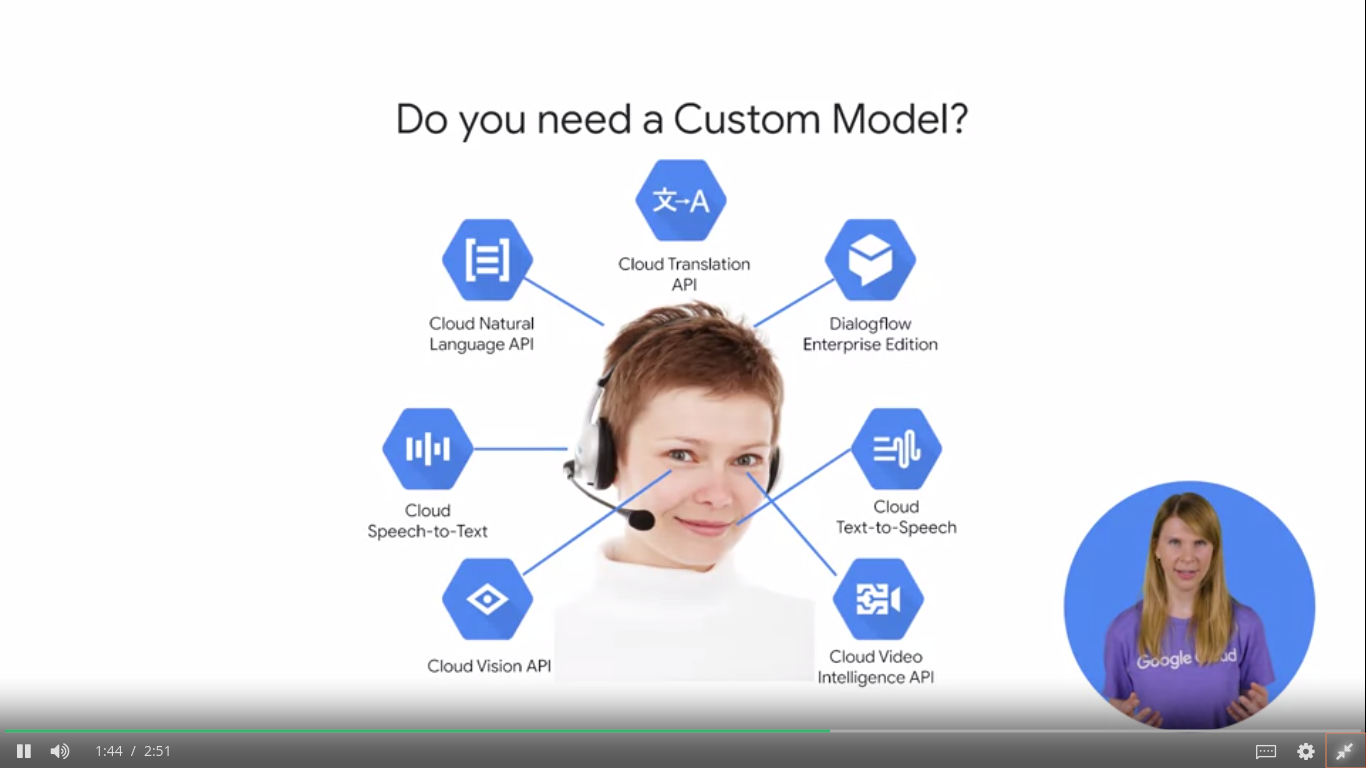 Do you need a Custom Model?
文→A
Cloud Translation
API
Cloud Natural
Language API
Dialogflow
Enterprise Edition
Cloud
Speech-to-Text
Cloud
Text-to-Speech
Cloud Vision API
Cloud Video
Intelligence API
Google Cloud
1:44 / 2:51